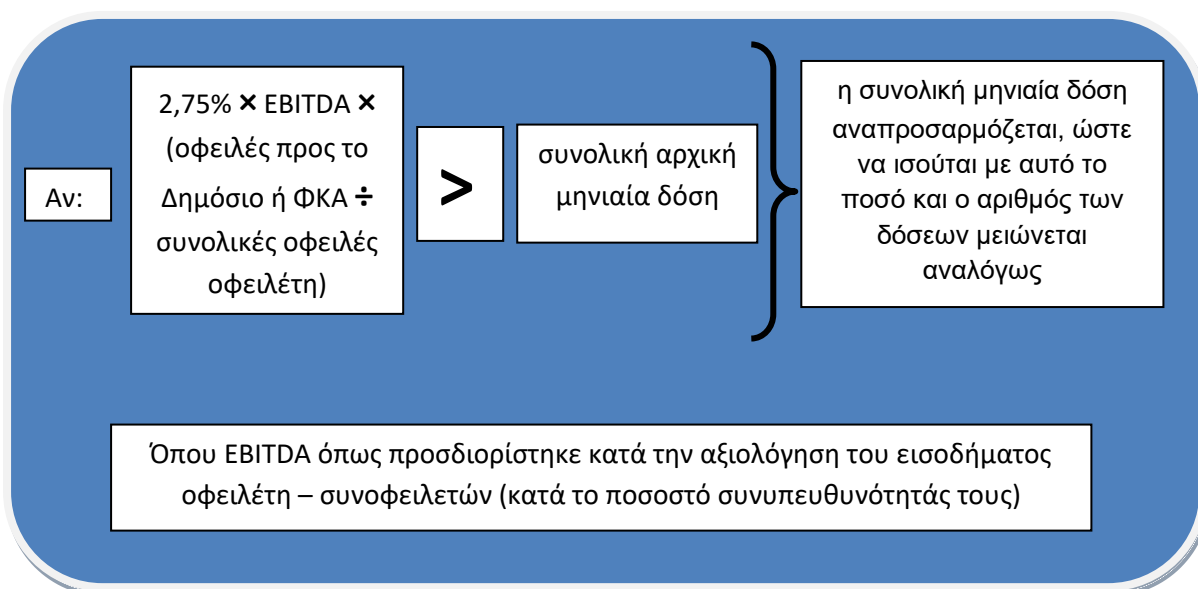 Αν:
2,75% × EBITDA ×
(οφειλές προς το
Δημόσιο ή ΦΚΑ ÷
συνολικές οφειλές
οφειλέτη)
>
συνολική αρχική
μηνιαία δόση
η συνολική μηνιαία δόση
αναπροσαρμόζεται, ώστε
να ισούται με αυτό το
ποσό και ο αριθμός των
δόσεων μειώνεται
αναλόγως
Όπου EBITDA όπως προσδιορίστηκε κατά την αξιολόγηση του εισοδήματος
οφειλέτη – συνοφειλετών (κατά το ποσοστό συνυπευθυνότητάς τους)